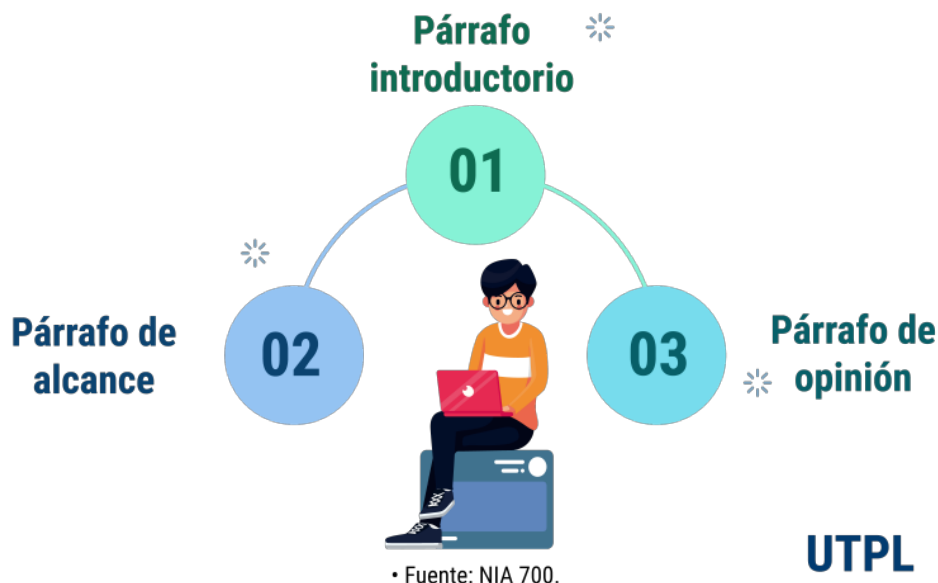 Párrafo
introductorio
01
Párrafo de
alcance
02
03
Párrafo de
opinión
• Fuente: NIA 700.
UTPL